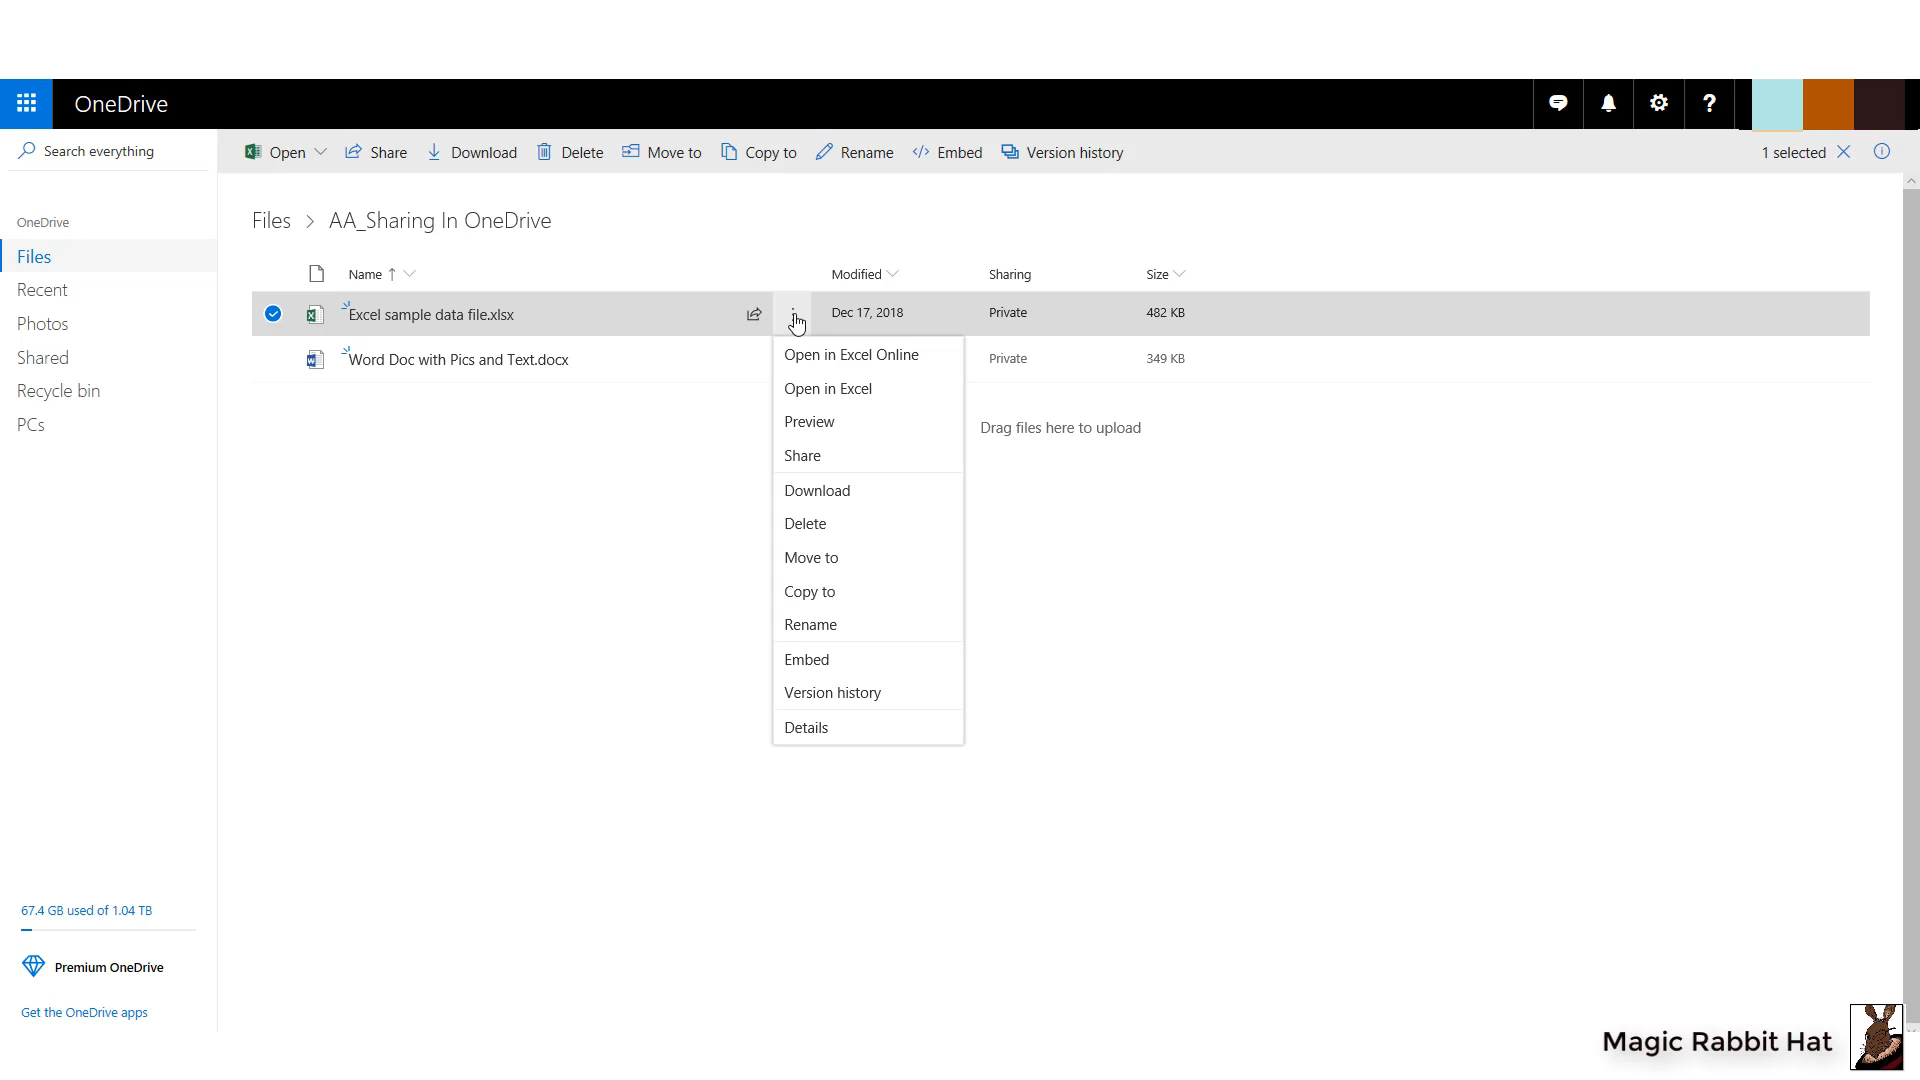 OneDrive
?
Search everything
Open Share Download Delete Move to Copy to Rename </> Embed Version history
1 selected
Files > AA_Sharing In OneDrive
OneDrive
Files
Recent
Photos
Shared
Recycle bin
PCs
Name ↑ Modified Sharing Size
Excel sample data file.xlsx Dec 17, 2018 Private 482 KB
Word Doc with Pics and Text.docx Private 349 KB
Open in Excel Online
Open in Excel
Preview
Share
Download
Delete
Move to
Copy to
Rename
Embed
Version history
Details
Drag files here to upload
67.4 GB used of 1.04 TB
Premium OneDrive
Get the OneDrive apps
Magic Rabbit Hat